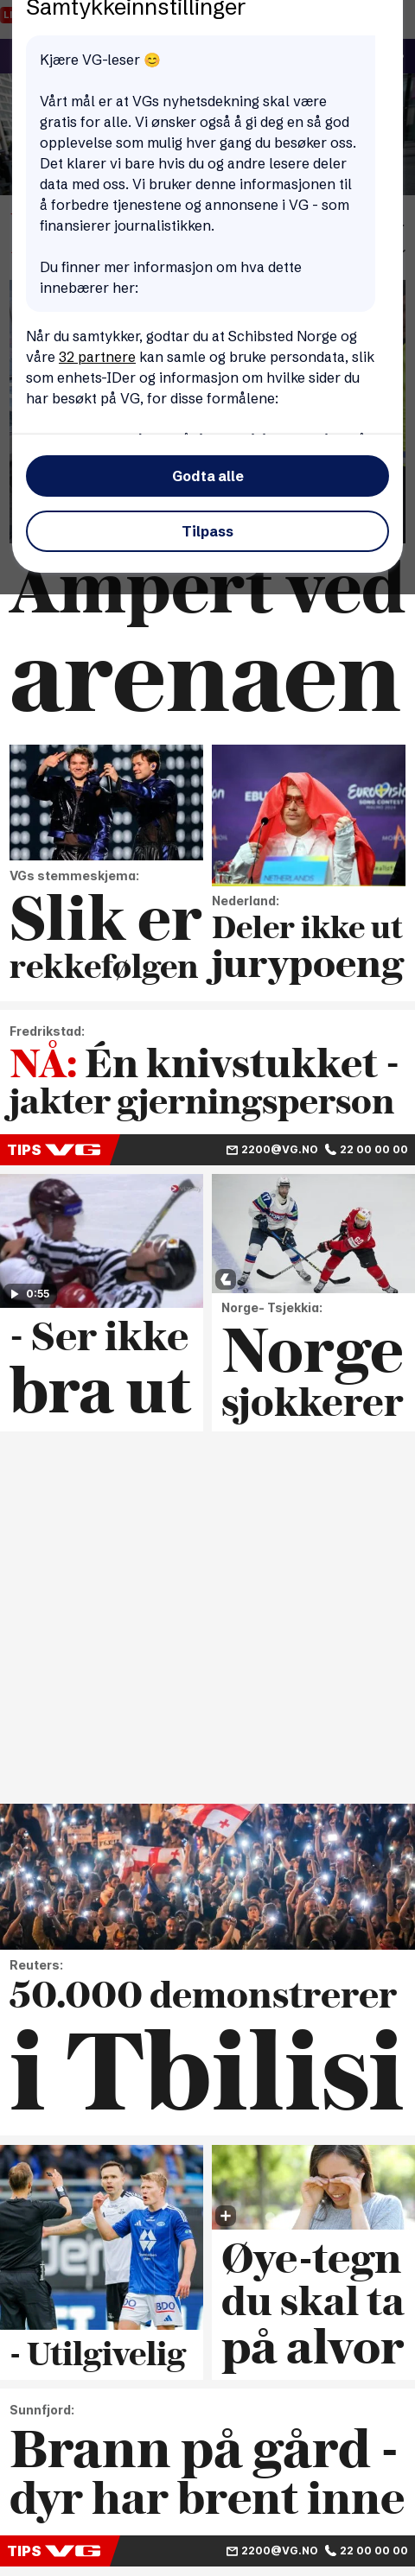 Samtykkeinnstillinger
Kjære VG-leser 😊
Vårt mål er at VGs nyhetsdekning skal være
gratis for alle. Vi ønsker også å gi deg en så god
opplevelse som mulig hver gang du besøker oss.
Det klarer vi bare hvis du og andre lesere deler
data med oss. Vi bruker denne informasjonen til
å forbedre tjenestene og annonsene i VG - som
finansierer journalistikken.
Du finner mer informasjon om hva dette
innebærer her:
Når du samtykker, godtar du at Schibsted Norge og
våre 32 partnere kan samle og bruke persondata, slik
som enhets-IDer og informasjon om hvilke sider du
har besøkt på VG, for disse formålene:
Godta alle
Tilpass
Ampert ved
arenaen
EUROVISION
SONG CONTEST
EBU
NETHERLANDS
VGs stemmeskjema:
Slik er
rekkefølgen
Nederland:
Deler ikke ut
jurypoeng
Fredrikstad:
NÅ: Én knivstukket -
jakter gjerningsperson
TIPS VG
2200@VG.NO 22 00 00 00
0:55
- Ser ikke
bra ut
Norge- Tsjekkia:
Norge
sjokkerer
Reuters:
50.000 demonstrerer
i Tbilisi
BDO
- Utilgivelig
Øye-tegn
du skal ta
på alvor
Sunnfjord:
Brann på gård -
dyr har brent inne
TIPS VG
2200@VG.NO 22 00 00 00